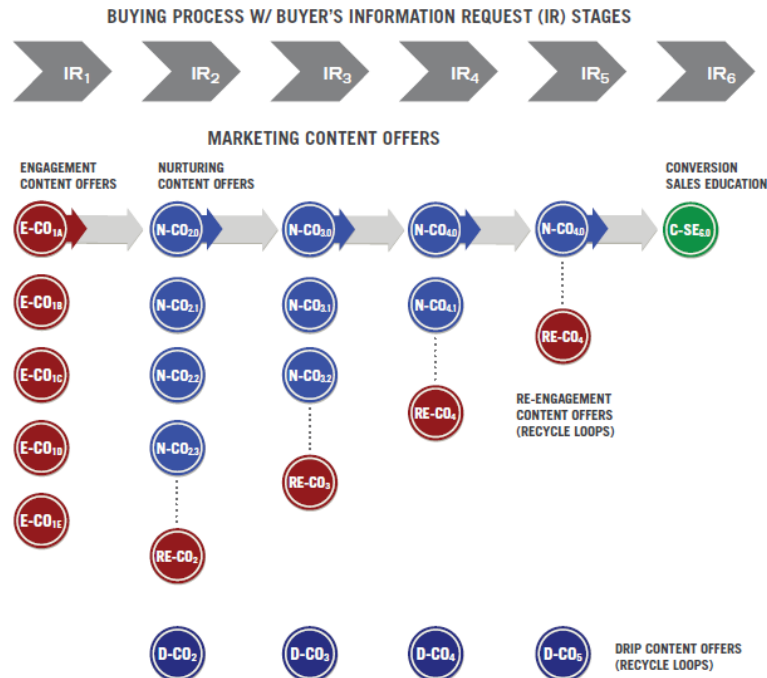 BUYING PROCESS W/ BUYER'S INFORMATION REQUEST (IR) STAGES
IR₁ IR₂ IR₃ IR₄ IR₅ IR₆
MARKETING CONTENT OFFERS
ENGAGEMENT
CONTENT OFFERS
NURTURING
CONTENT OFFERS
CONVERSION
SALES EDUCATION
E-CO₁A N-CO₂.₀ N-CO₃.₀ N-CO₄.₀ N-CO₄.₀ C-SE₆.₀
E-CO₁B N-CO₂.₁ N-CO₃.₁ N-CO₄.₁
RE-CO₄
E-CO₁C N-CO₂.₂ N-CO₃.₂
RE-CO₄
RE-ENGAGEMENT
CONTENT OFFERS
(RECYCLE LOOPS)
E-CO₁D N-CO₂.₃
RE-CO₃
E-CO₁E
RE-CO₂
D-CO₂ D-CO₃ D-CO₄ D-CO₅
DRIP CONTENT OFFERS
(RECYCLE LOOPS)